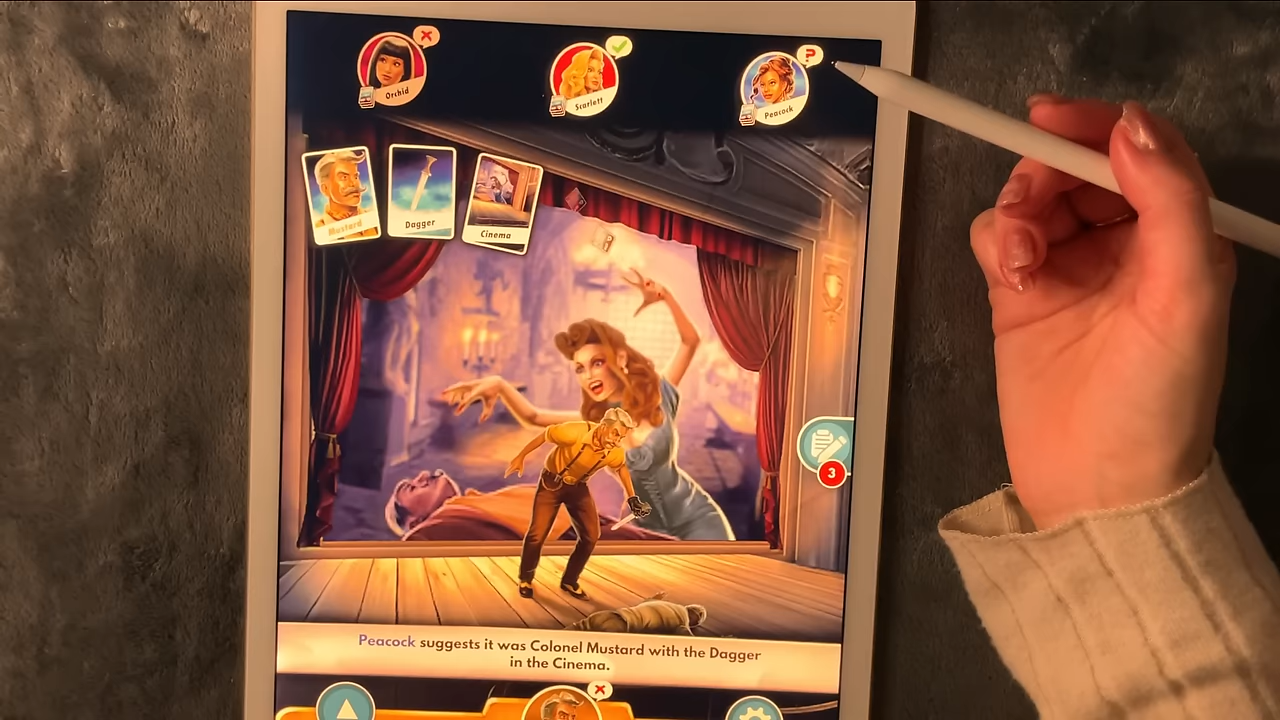 Orchid
Scarlett
?
Peacock
Mustard
Dagger
Cinema
3
Peacock suggests it was Colonel Mustard with the Dagger
in the Cinema.